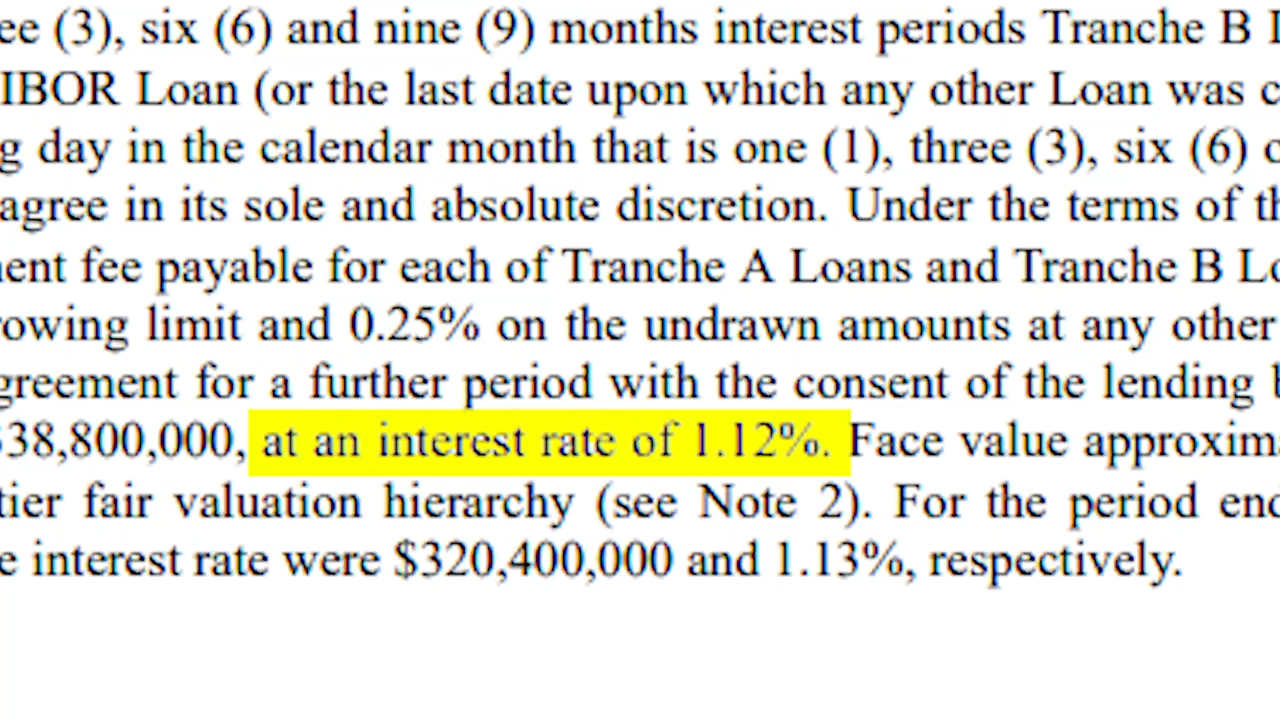 ee (3), six (6) and nine (9) months interest periods Tranche B
IBOR Loan (or the last date upon which any other Loan was c
g day in the calendar month that is one (1), three (3), six (6)
agree in its sole and absolute discretion. Under the terms of th
ent fee payable for each of Tranche A Loans and Tranche B Lo
owing limit and 0.25% on the undrawn amounts at any other
greement for a further period with the consent of the lending b
38,800,000, at an interest rate of 1.12%. Face value approxima
tier fair valuation hierarchy (see Note 2). For the period end
e interest rate were $320,400,000 and 1.13%, respectively.